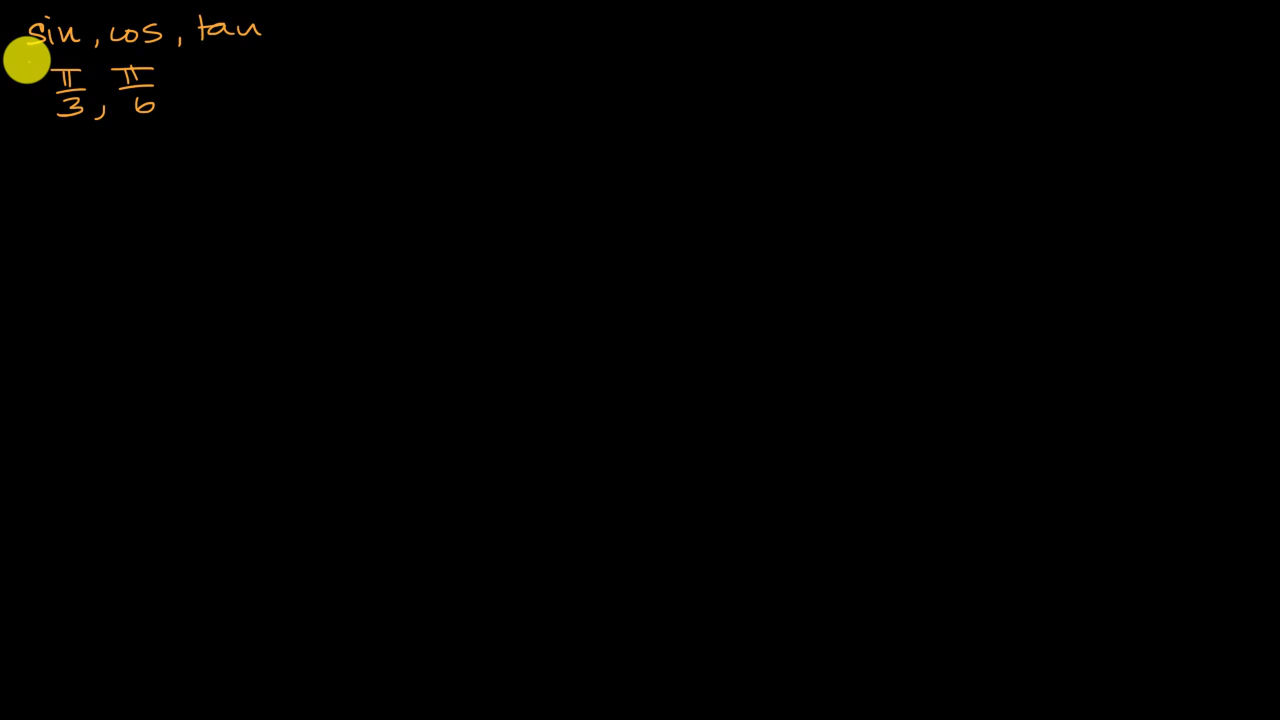 sin, cos, tan
π/3, π/6